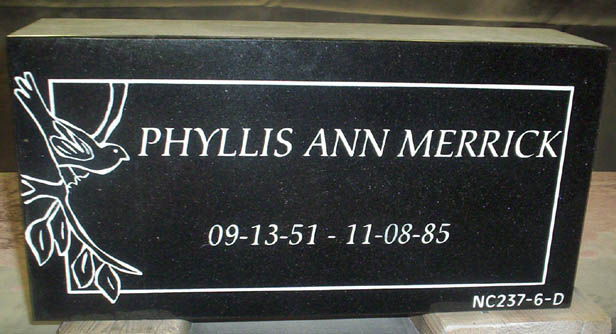 PHYLLIS ANN MERRICK
09-13-51 - 11-08-85
NC237-6-D